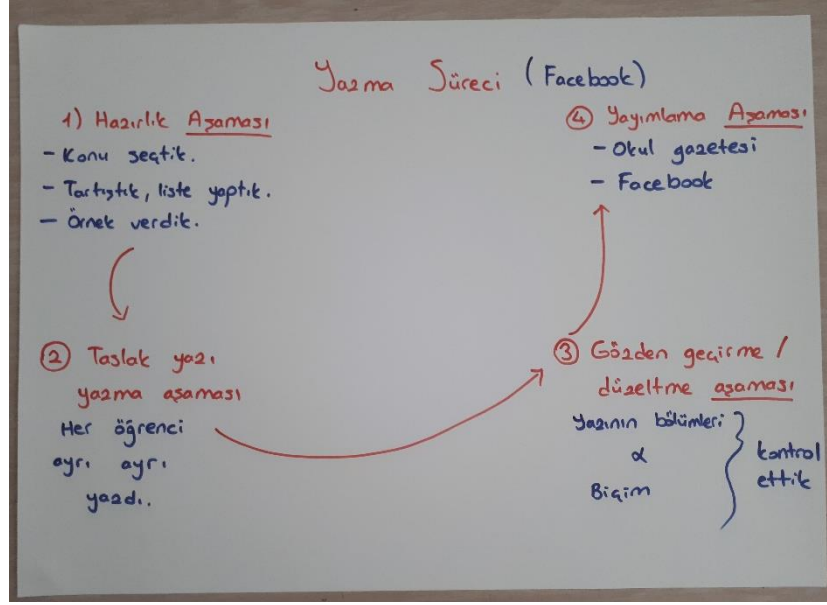 Yazma Süreci (Facebook)
1) Hazırlık Aşaması
- Konu seçtik.
- Tartıştık, liste yaptık.
- Örnek verdik.
② Taslak yazı
yazma aşaması
Her öğrenci
ayrı ayrı
yazdı.
③ Gözden geçirme /
düzeltme aşaması
Yazının bölümleri
α
Biçim
kontrol
ettik
④ Yayımlama Aşaması
- Okul gazetesi
- Facebook